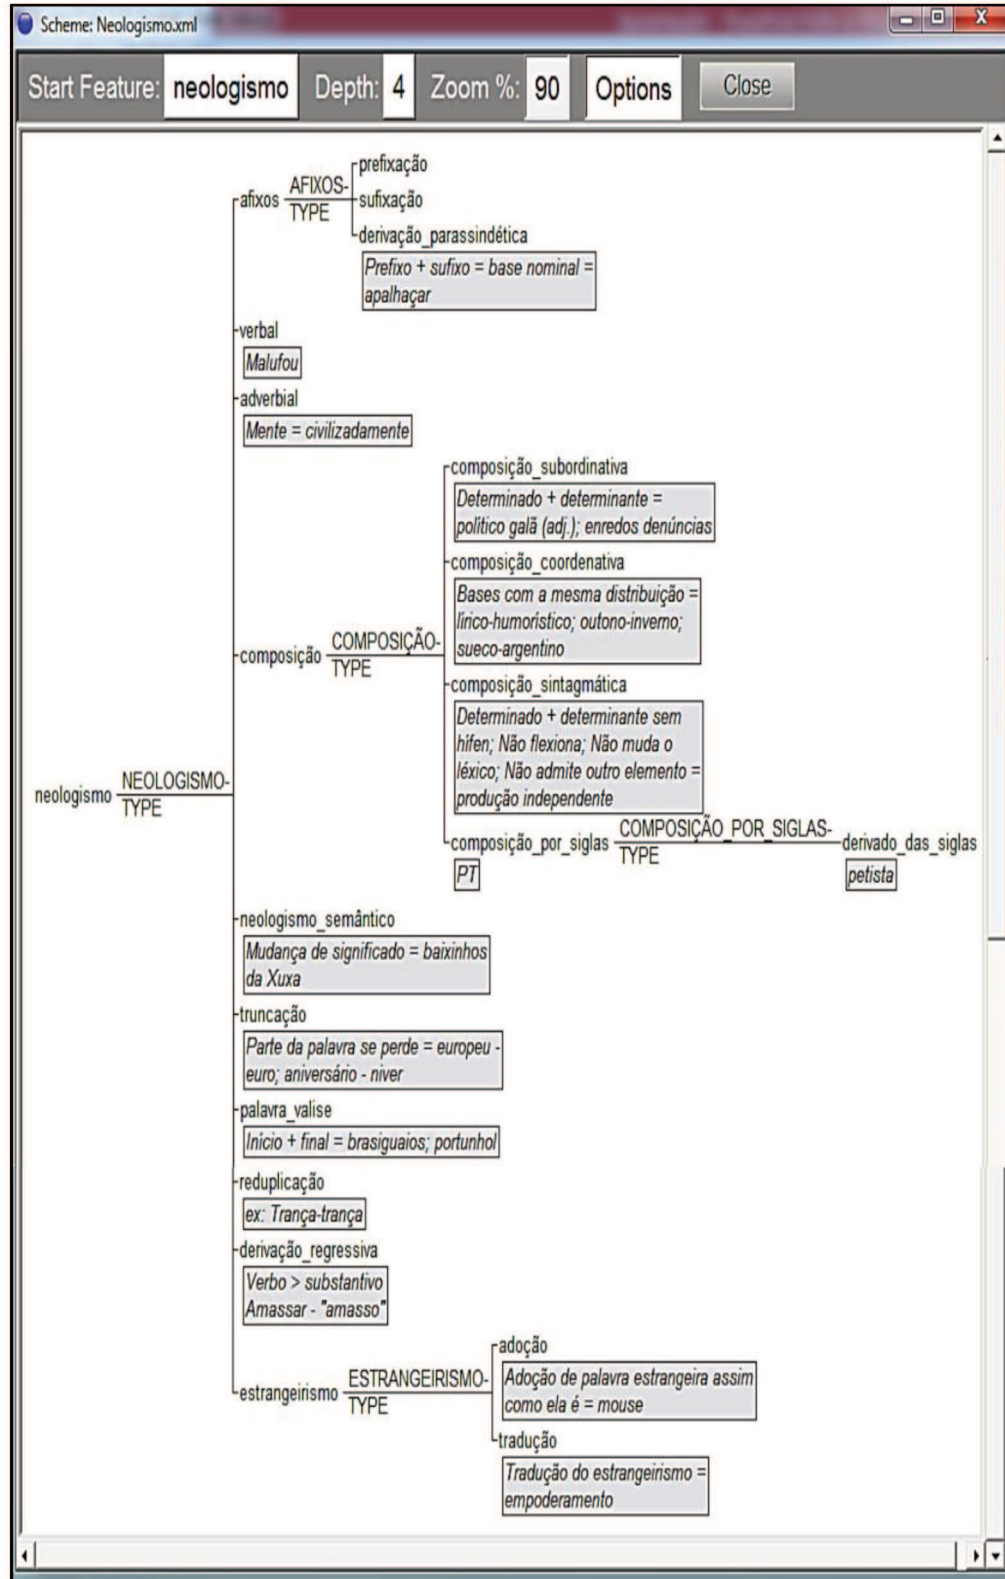 Scheme: Neologismo.xml
Start Feature: neologismo Depth: 4 Zoom %: 90 Options Close
prefixação
afixos AFIXOS-TYPE sufixação
derivação_parassindética
Prefixo + sufixo = base nominal =
apalhaçar
verbal
Malufou
adverbial
Mente = civilizadamente
composição_subordinativa
Determinado + determinante =
político galã (adj.); enredos denúncias
composição_coordenativa
Bases com a mesma distribuição =
lírico-humorístico; outono-inverno;
sueco-argentino
composição COMPOSIÇÃO-TYPE
composição_sintagmática
Determinado + determinante sem
hífen; Não flexiona; Não muda o
léxico; Não admite outro elemento =
produção independente
neologismo NEOLOGISMO-TYPE
composição_por_siglas COMPOSIÇÃO_POR_SIGLAS-TYPE derivado_das_siglas
PT petista
neologismo_semântico
Mudança de significado = baixinhos
da Xuxa
truncação
Parte da palavra se perde = europeu -
euro; aniversário - niver
palavra_valise
Início + final = brasiguaios; portunhol
reduplicação
ex: Trança-trança
derivação_regressiva
Verbo > substantivo
Amassar - "amasso"
estrangeirismo ESTRANGEIRISMO-TYPE
adoção
Adoção de palavra estrangeira assim
como ela é = mouse
tradução
Tradução do estrangeirismo =
empoderamento